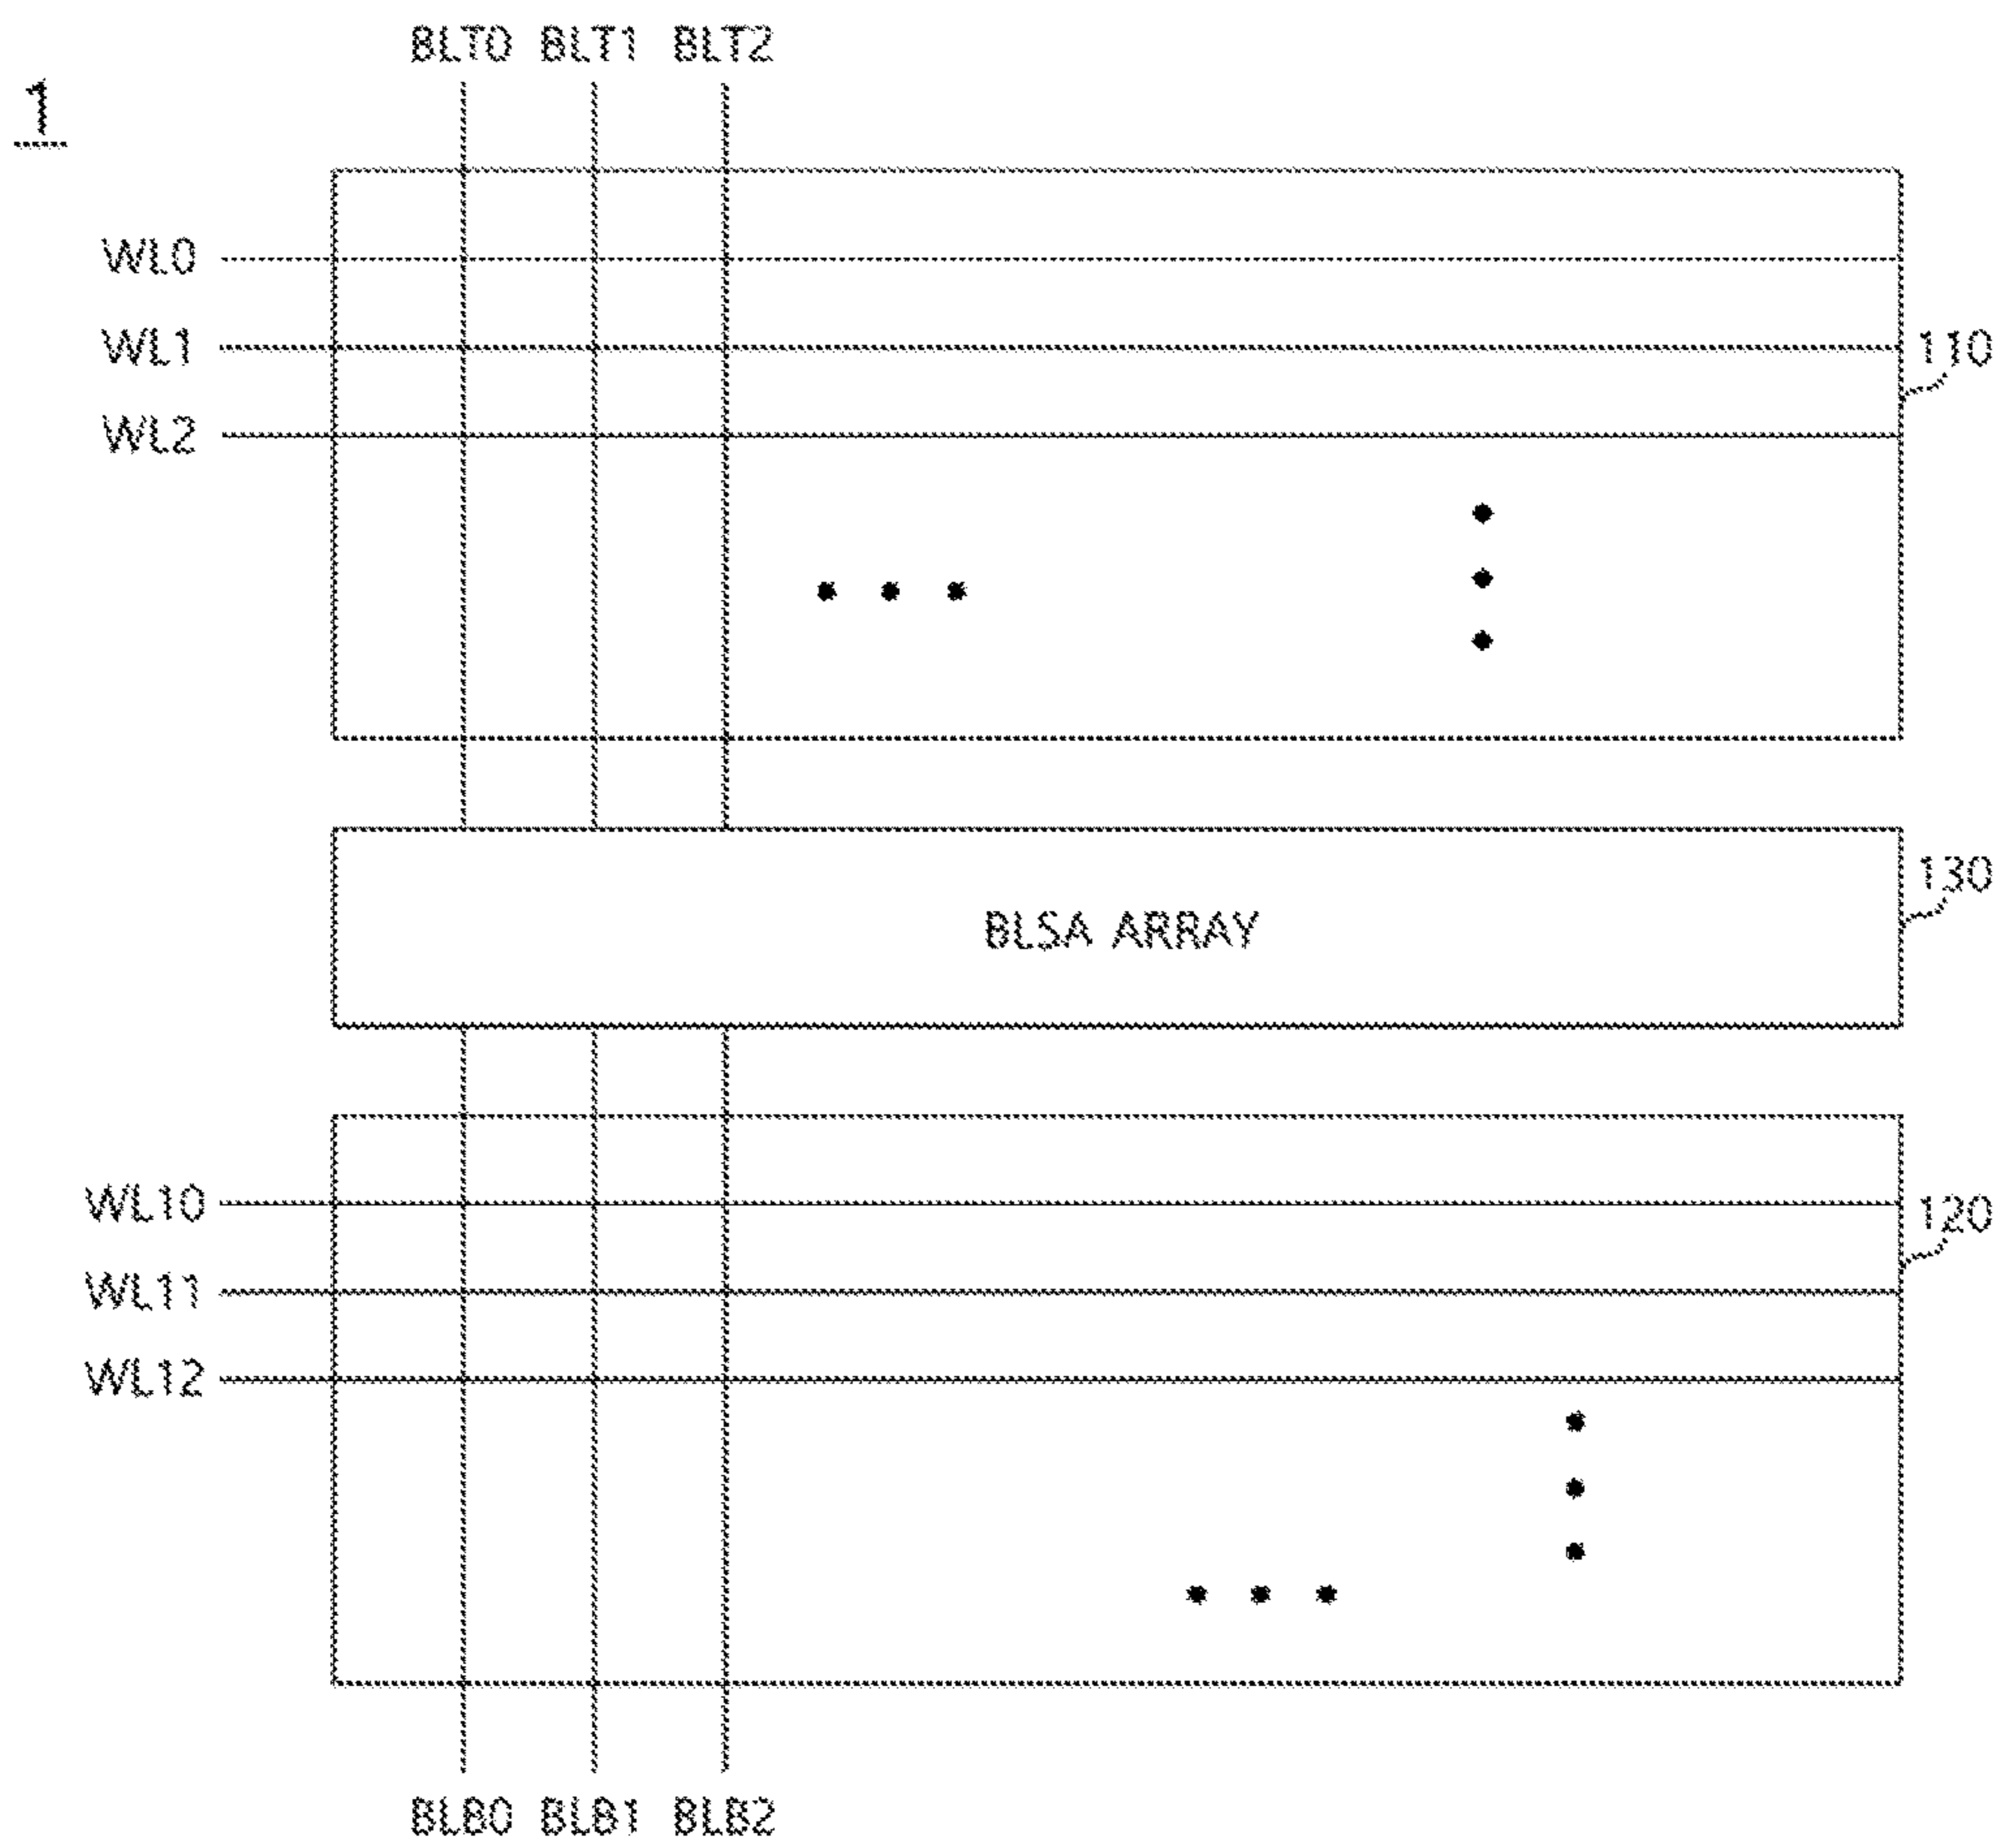 BLT0 BLT1 BLT2
1
WL0
WL1
110
WL2
130
BLSA ARRAY
WL10
120
WL11
WL12
BLB0 BLB1 BLB2